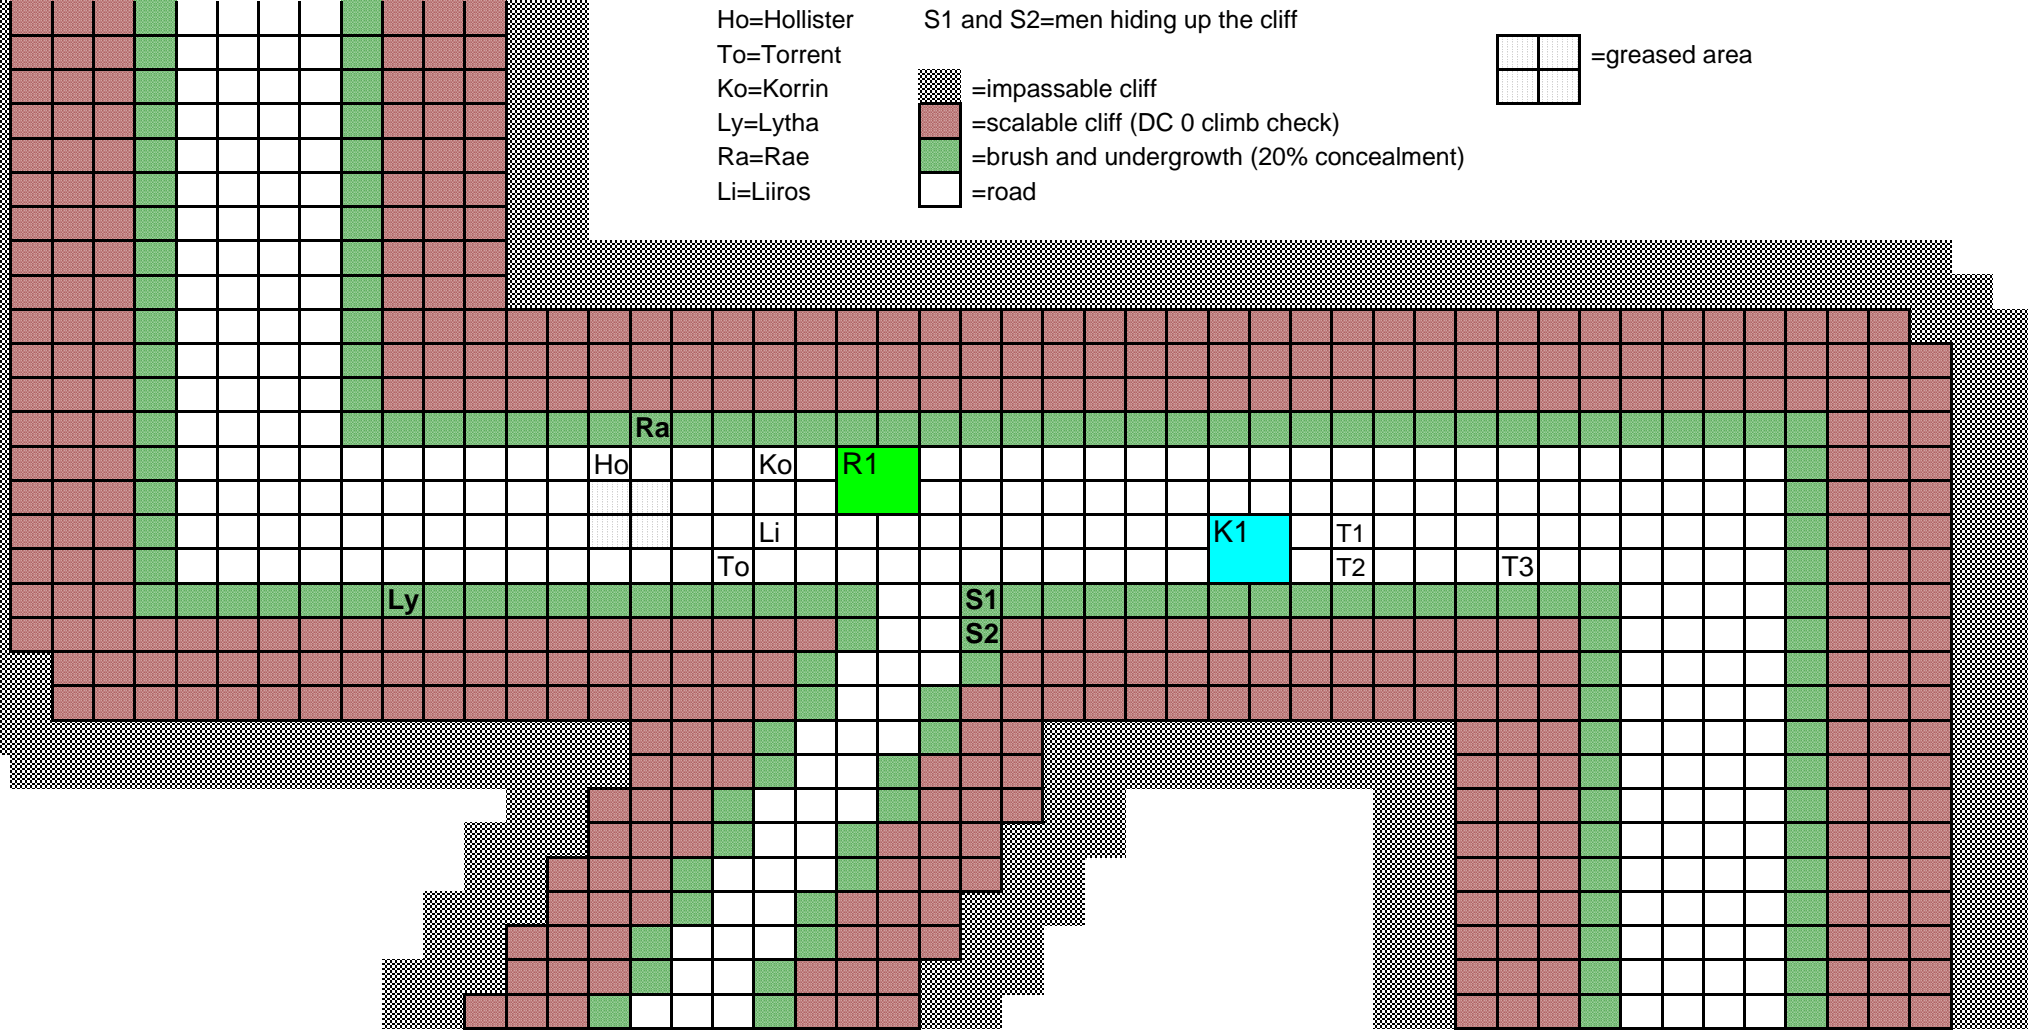 Ho=Hollister S1 and S2=men hiding up the cliff
To=Torrent =greased area
Ko=Korrin =impassable cliff
Ly=Lytha =scalable cliff (DC 0 climb check)
Ra=Rae =brush and undergrowth (20% concealment)
Li=Liiros =road
Ra
Ho Ko R1
Li K1 T1
To T2 T3
Ly S1
S2